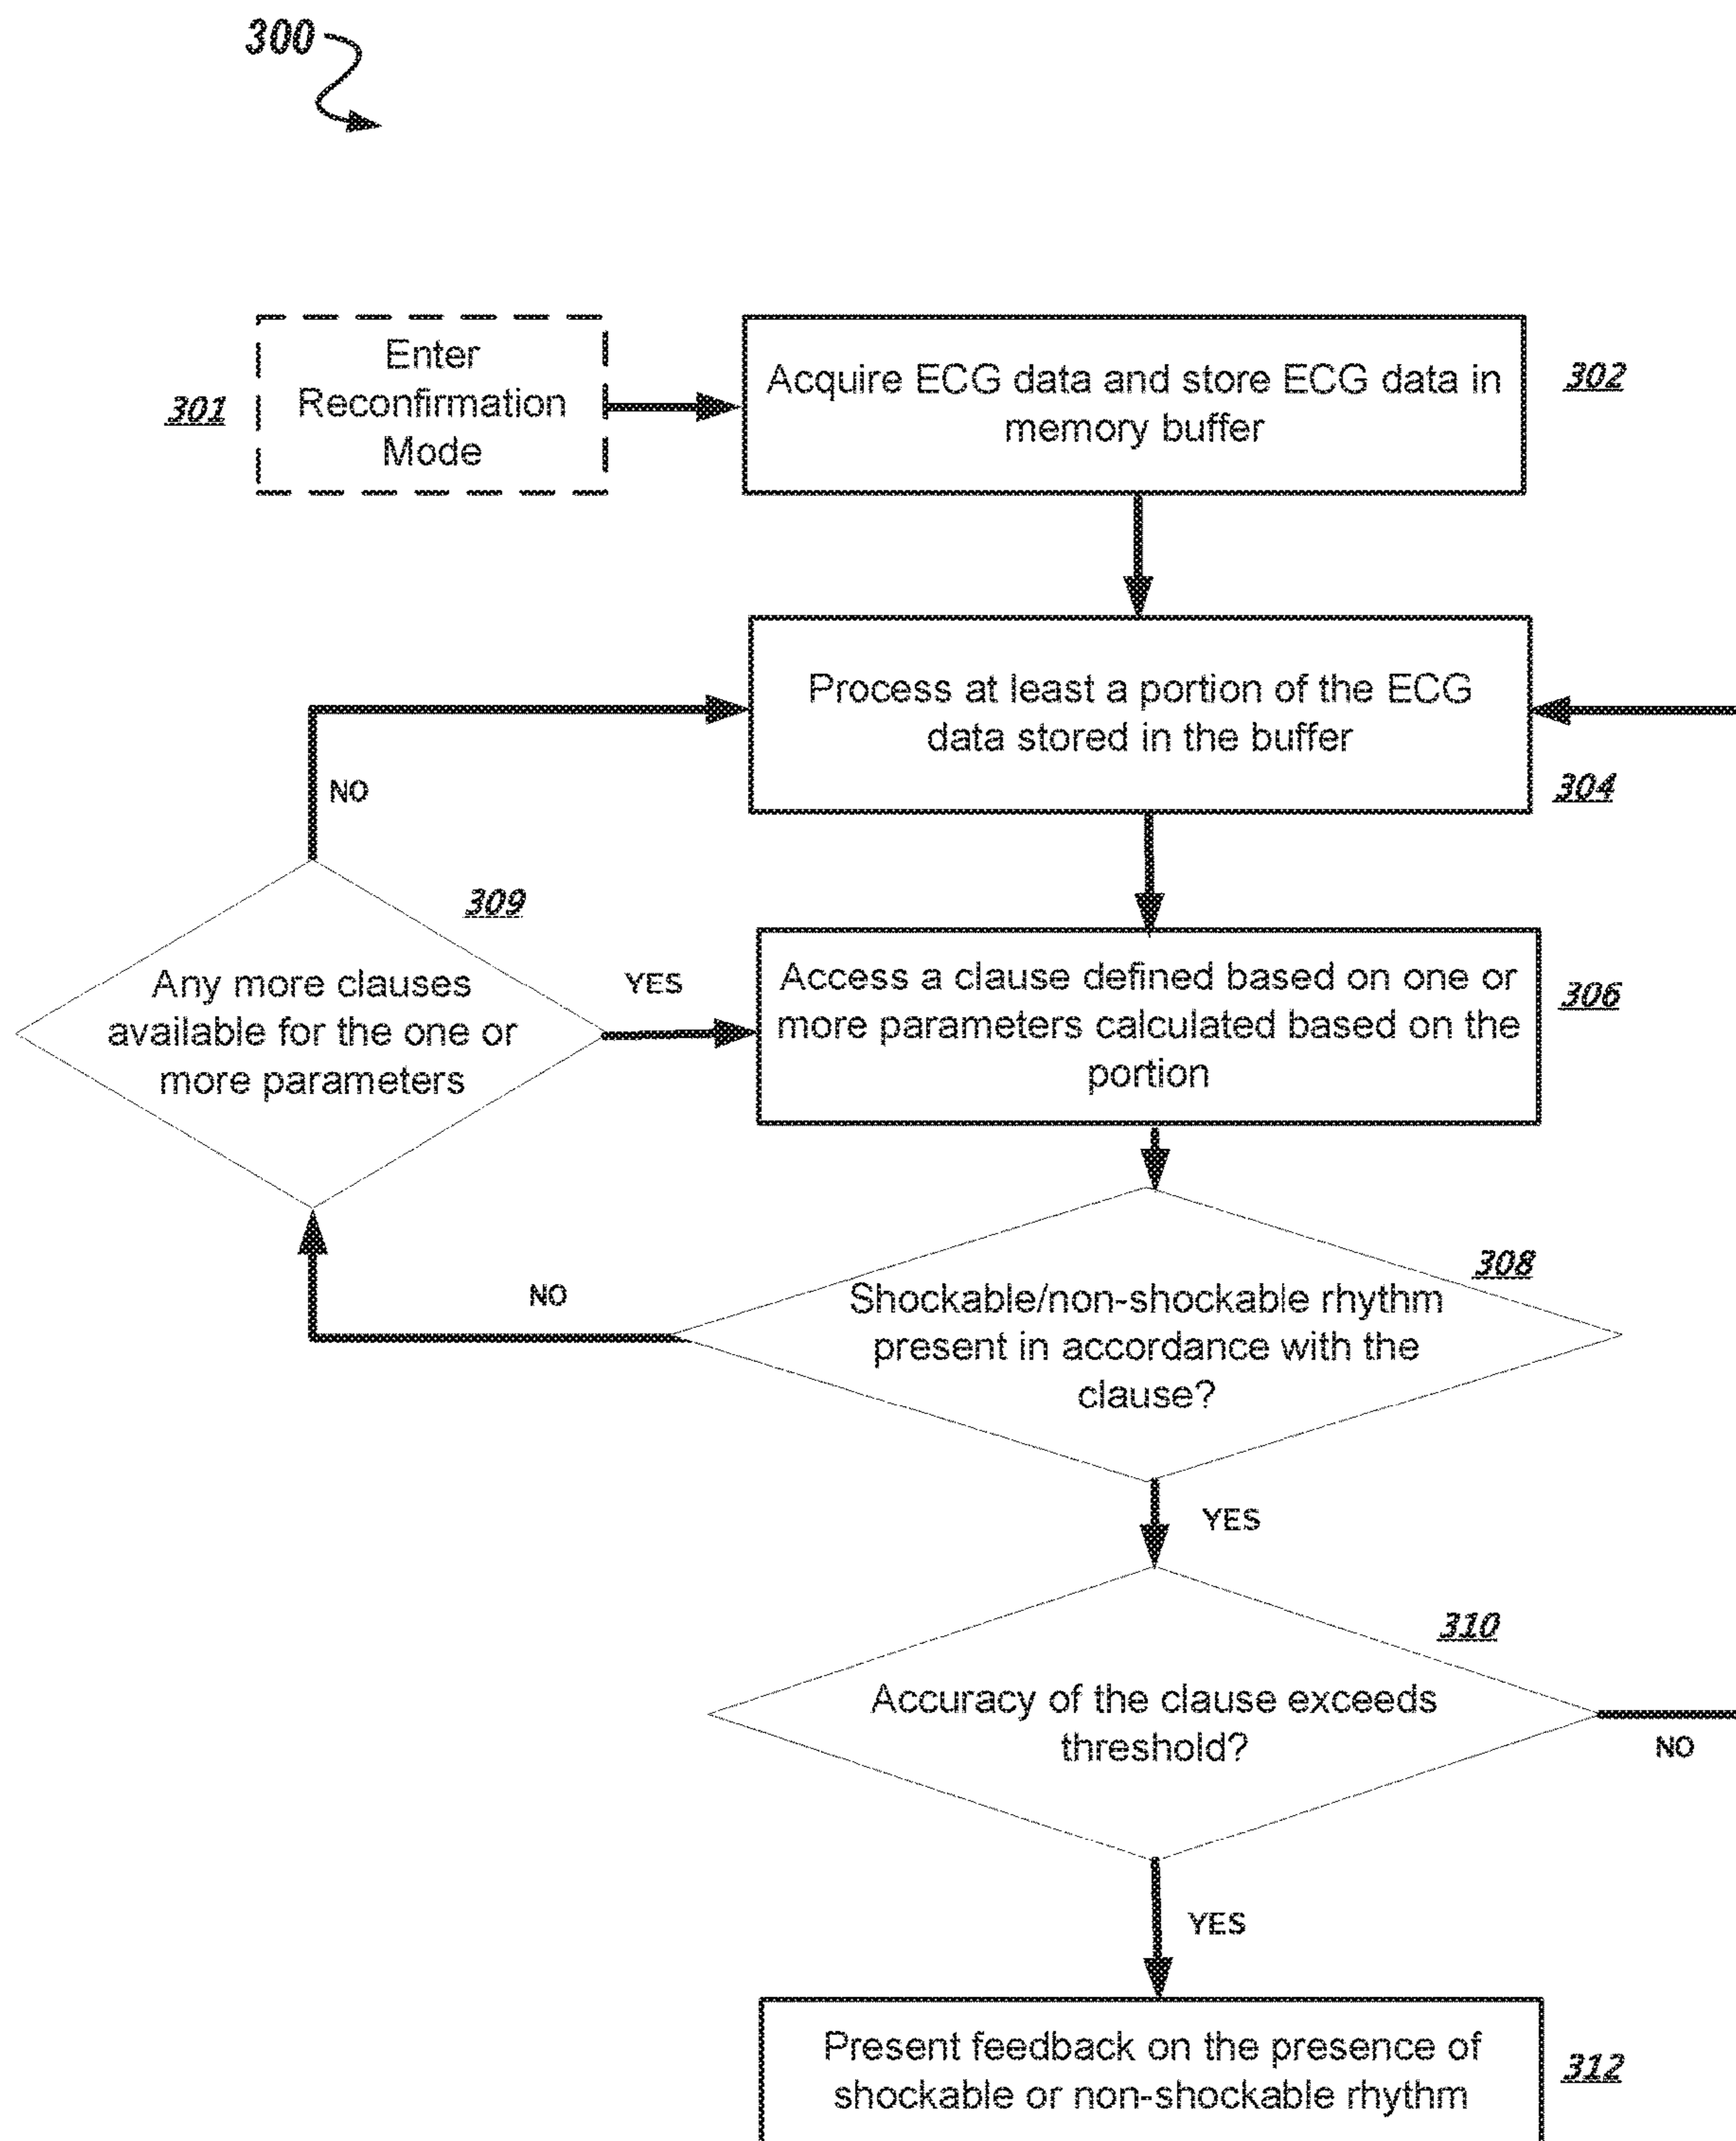 300
Enter
Reconfirmation
Mode
301
Acquire ECG data and store ECG data in
memory buffer
302
Process at least a portion of the ECG
data stored in the buffer
304
NO
309
Any more clauses
available for the one or
more parameters
YES
Access a clause defined based on one or
more parameters calculated based on the
portion
306
308
Shockable/non-shockable rhythm
present in accordance with the
clause?
NO
YES
310
Accuracy of the clause exceeds
threshold?
NO
YES
Present feedback on the presence of
shockable or non-shockable rhythm
312